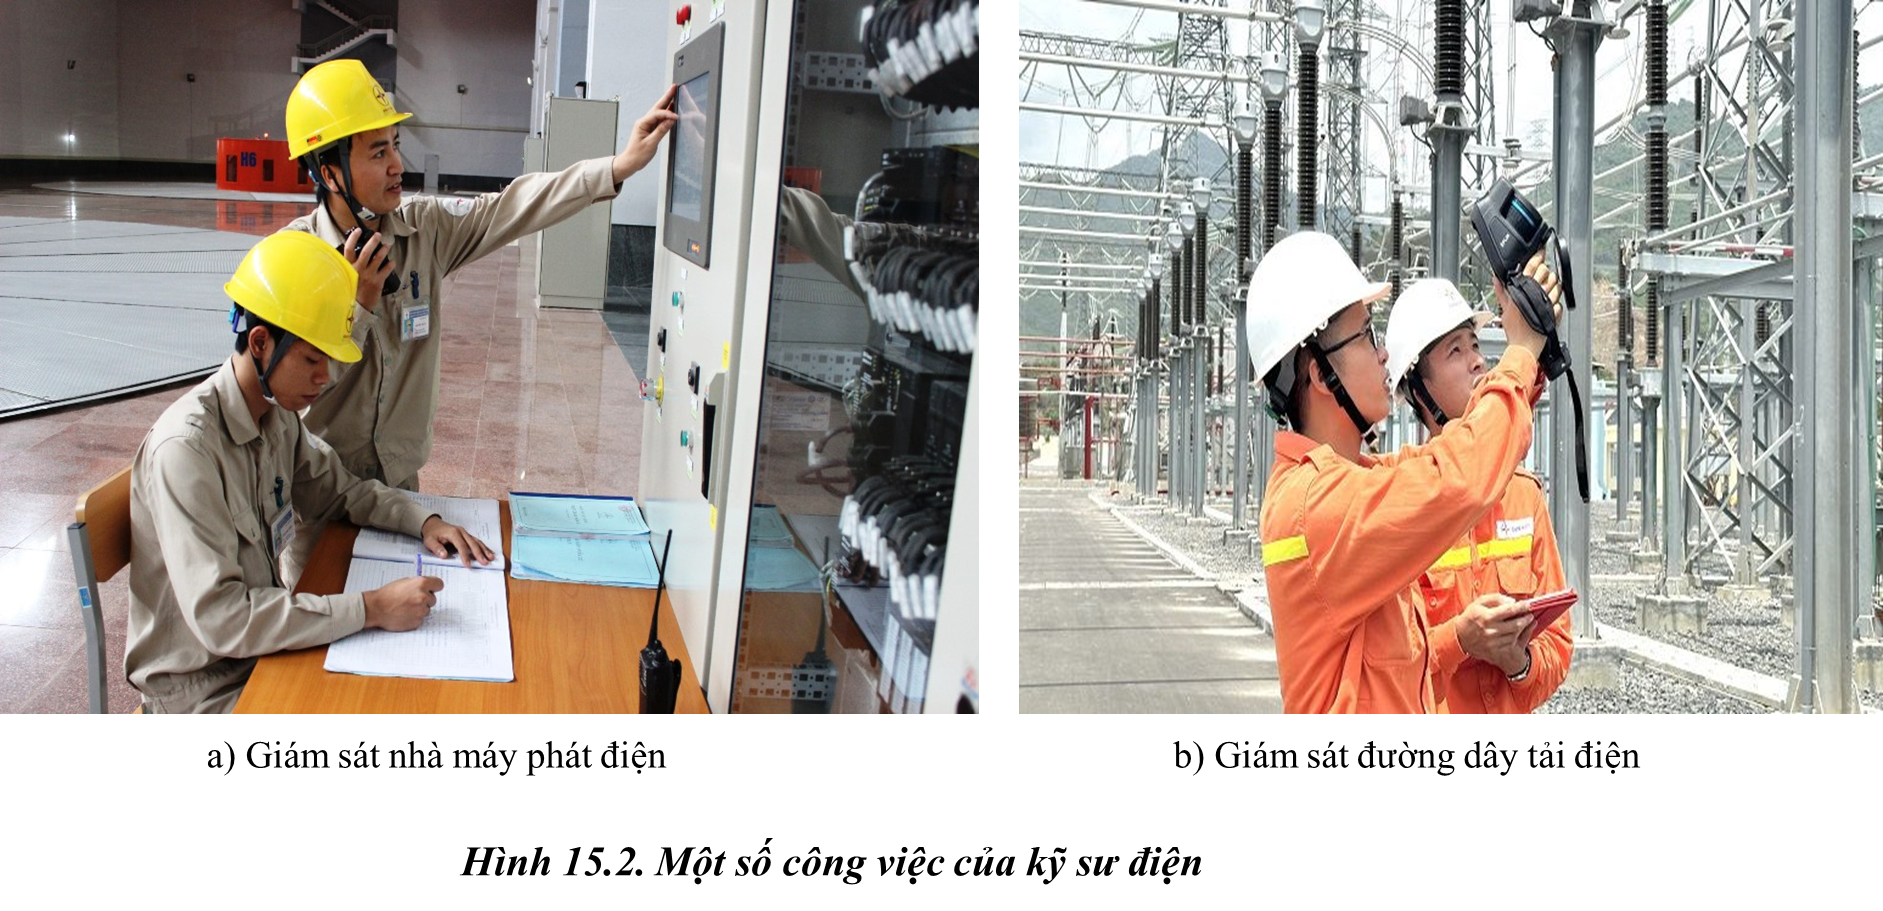 H6
a) Giám sát nhà máy phát điện
b) Giám sát đường dây tải điện
Hình 15.2. Một số công việc của kỹ sư điện